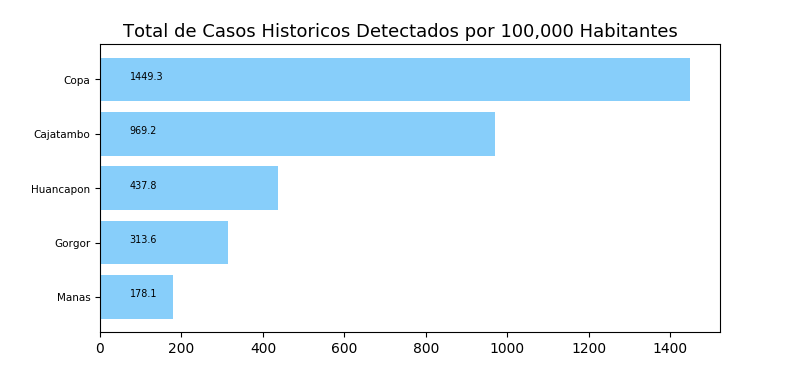 Total de Casos Historicos Detectados por 100,000 Habitantes
Copa 1449.3
Cajatambo 969.2
Huancapon 437.8
Gorgor 313.6
Manas 178.1
0 200 400 600 800 1000 1200 1400